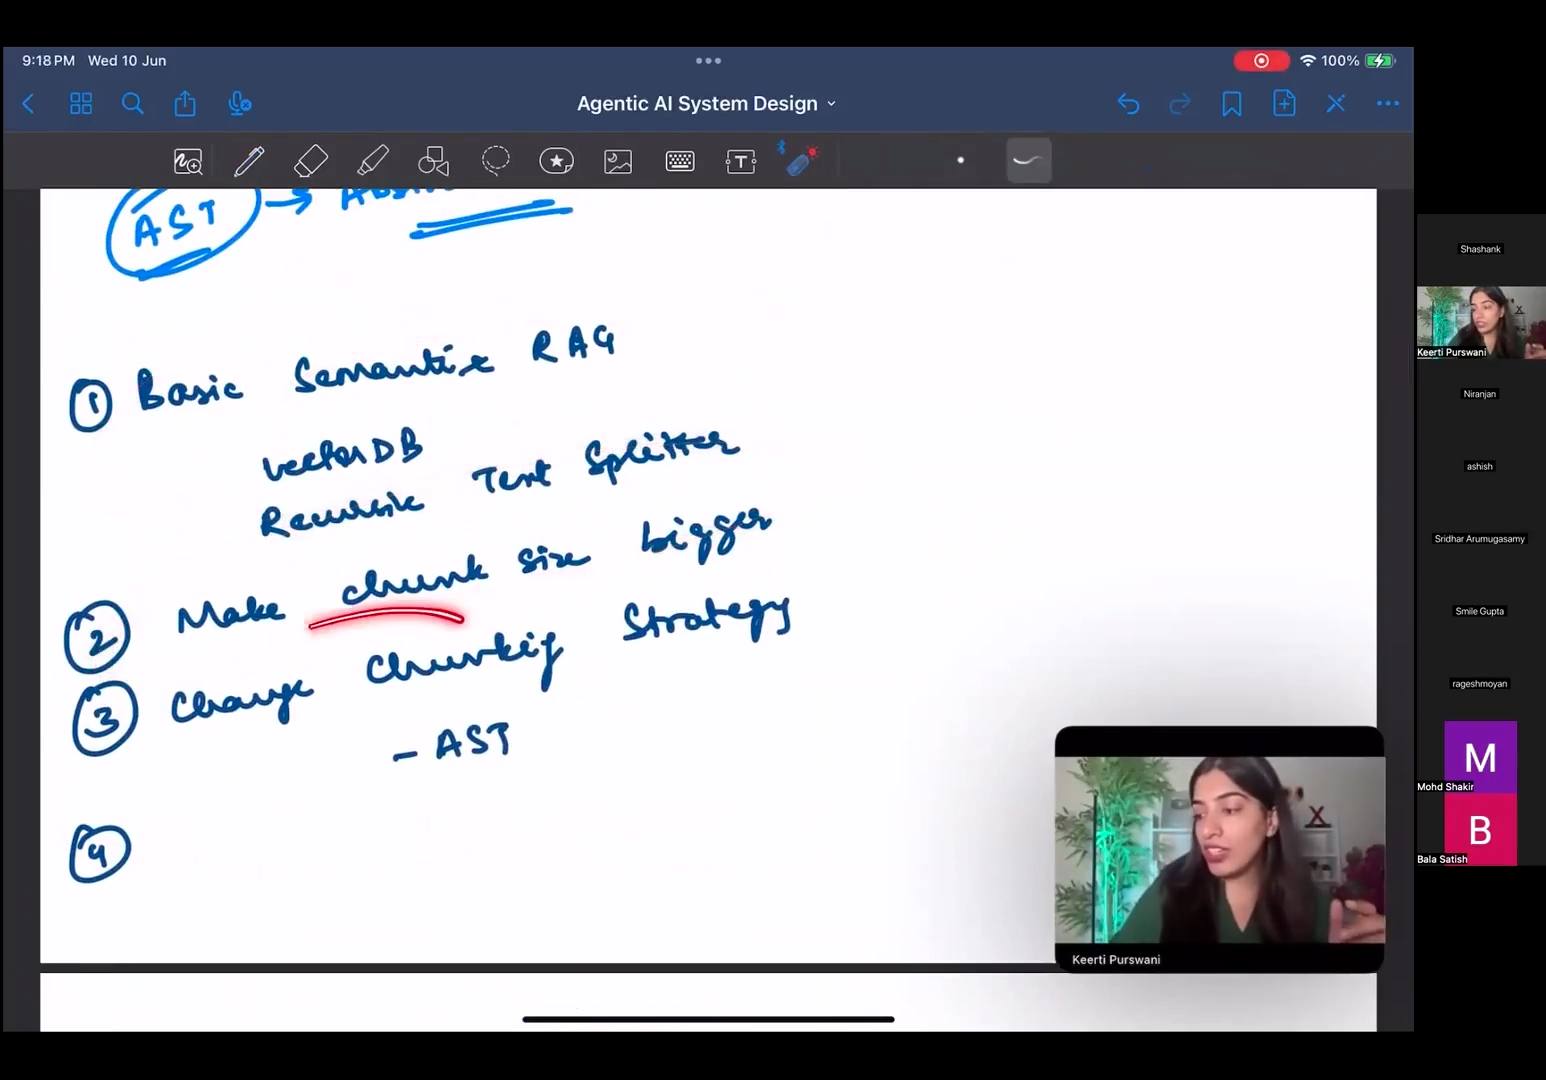 9:18 PM Wed 10 Jun
100%
Agentic AI System Design
T
AST →
① Basic Semantic RAG
vectorDB
Recursive Text Splitter
② Make chunk size bigger
③ Change Chunking Strategy
- AST
④
Keerti Purswani
Shashank
Keerti Purswani
Niranjan
ashish
Sridhar Arumugasamy
Smile Gupta
rageshmoyan
M
Mohd Shakir
B
Bala Satish